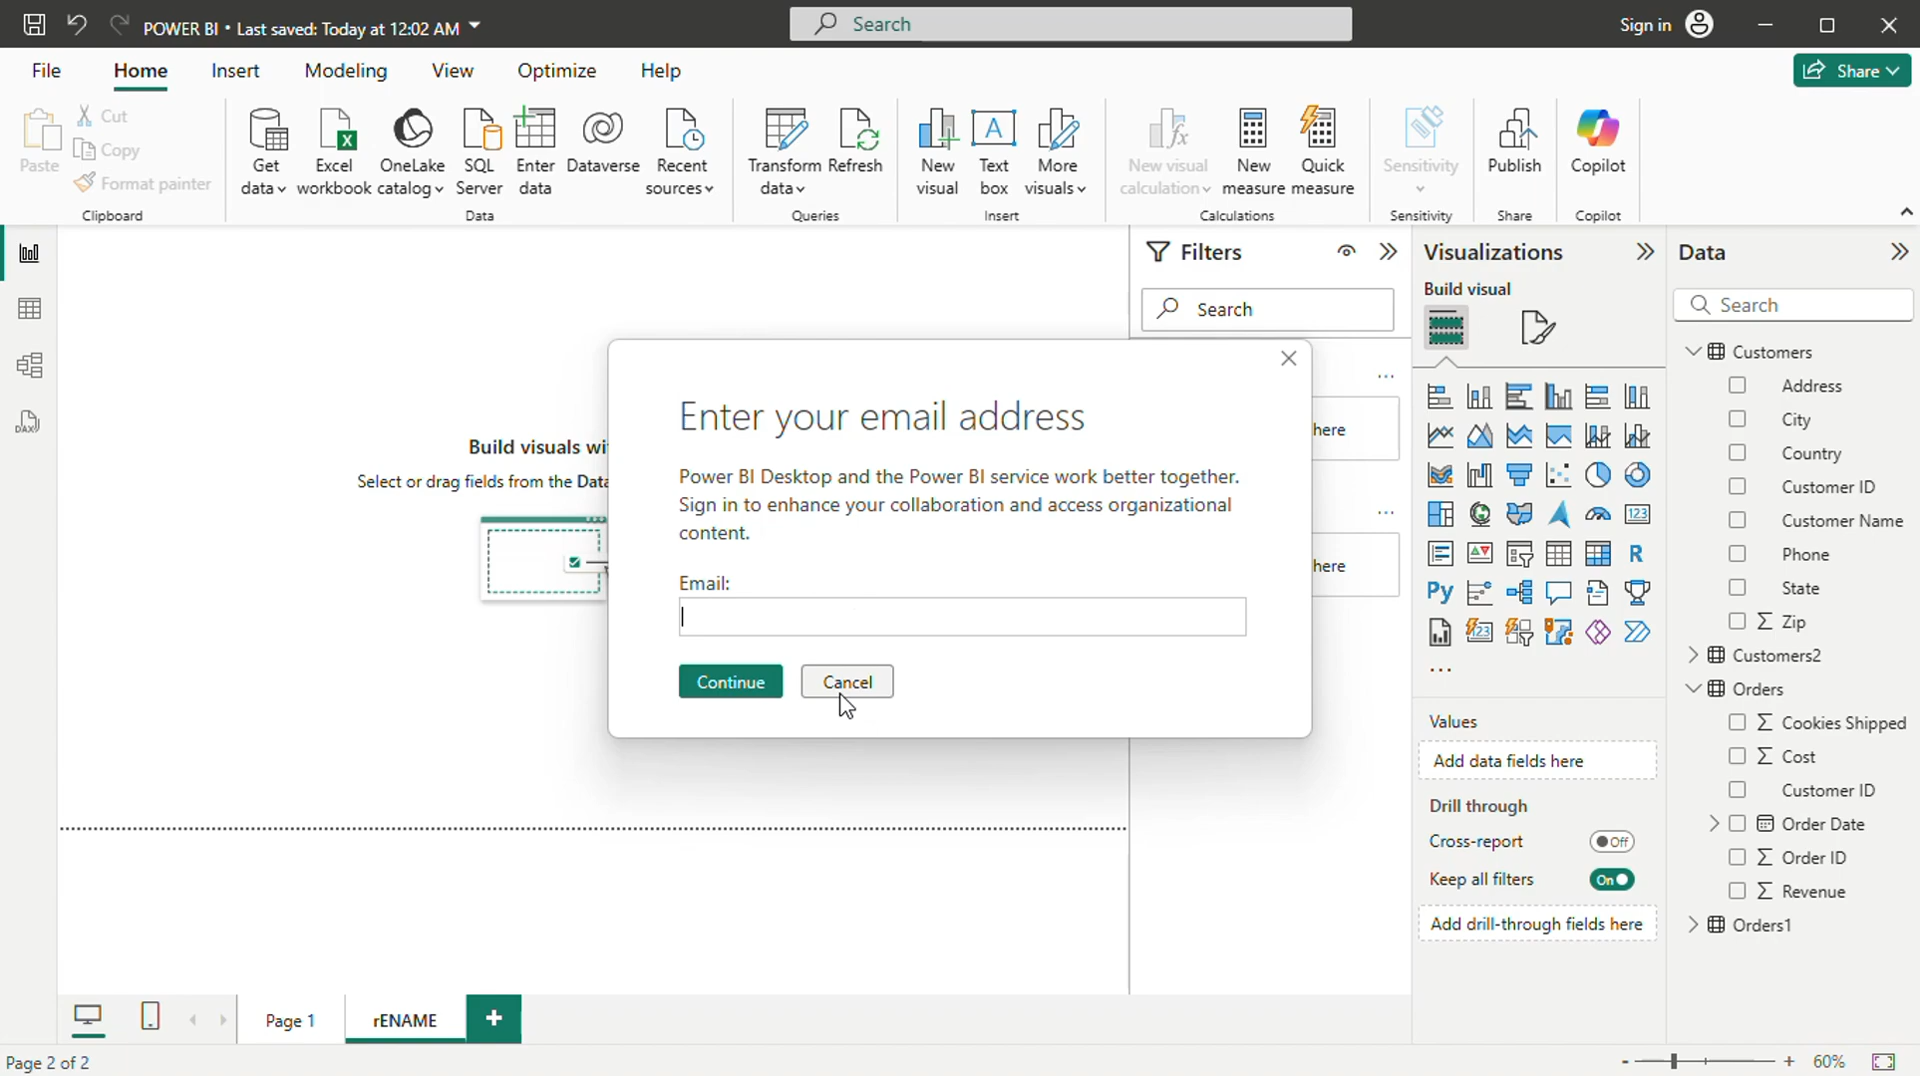 POWER BI • Last saved: Today at 12:02 AM
Search
Sign in
File
Home
Insert
Modeling
View
Optimize
Help
Share
Paste
Cut
Copy
Format painter
Clipboard
Get data
Excel workbook
OneLake catalog
SQL Server
Enter data
Dataverse
Recent sources
Data
Transform data
Refresh
Queries
New visual
Text box
More visuals
Insert
New visual calculation
New measure
Quick measure
Calculations
Sensitivity
Sensitivity
Publish
Share
Copilot
Copilot
DAX
Build visuals wi
Select or drag fields from the Data
Enter your email address
Power BI Desktop and the Power BI service work better together.
Sign in to enhance your collaboration and access organizational
content.
Email:
Continue
Cancel
Filters
Search
here
here
Visualizations
Build visual
123
R
Py
123
Values
Add data fields here
Drill through
Cross-report
Off
Keep all filters
On
Add drill-through fields here
Data
Search
Customers
Address
City
Country
Customer ID
Customer Name
Phone
State
Σ Zip
Customers2
Orders
Σ Cookies Shipped
Σ Cost
Customer ID
Order Date
Σ Order ID
Σ Revenue
Orders1
Page 1
rENAME
+
Page 2 of 2
- + 60%